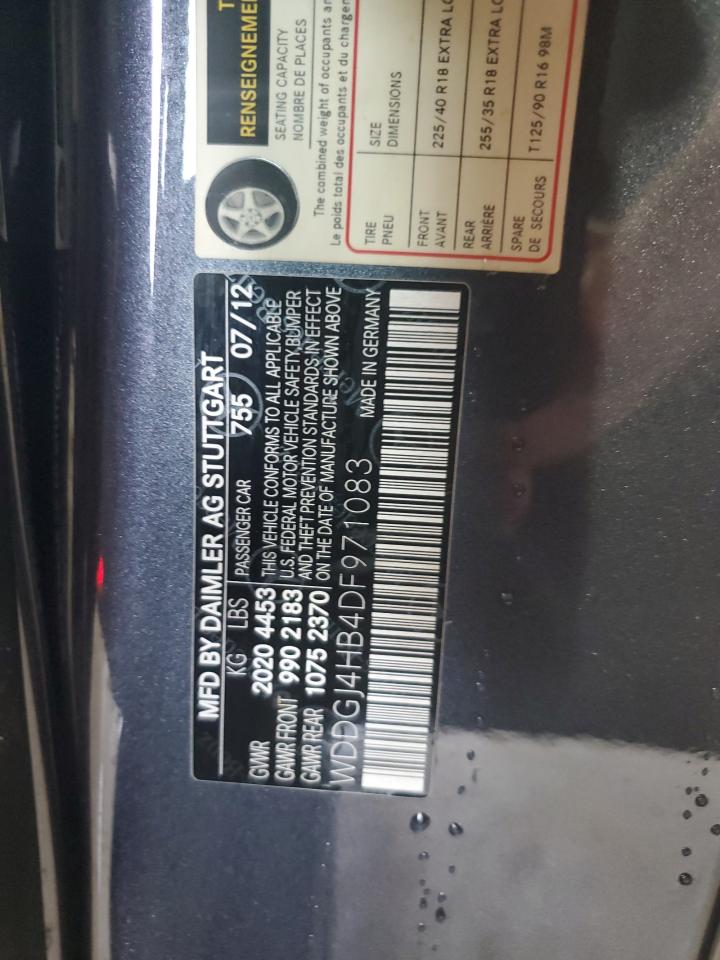 MFD BY DAIMLER AG STUTTGART
KG LBS PASSENGER CAR 755 07/12
GVWR 2020 4453 THIS VEHICLE CONFORMS TO ALL APPLICABLE
GAWR FRONT 990 2183 U.S. FEDERAL MOTOR VEHICLE SAFETY,BUMPER
GAWR REAR 1075 2370 AND THEFT PREVENTION STANDARDS IN EFFECT
ON THE DATE OF MANUFACTURE SHOWN ABOVE
WDDGJ4HB4DF971083 MADE IN GERMANY
RENSEIGNEMEN
SEATING CAPACITY
NOMBRE DE PLACES
The combined weight of occupants an
Le poids total des occupants et du charger
TIRE SIZE
PNEU DIMENSIONS
FRONT 225/40 R18 EXTRA LO
AVANT
REAR 255/35 R18 EXTRA LO
ARRIÈRE
SPARE T125/90 R16 98M
DE SECOURS